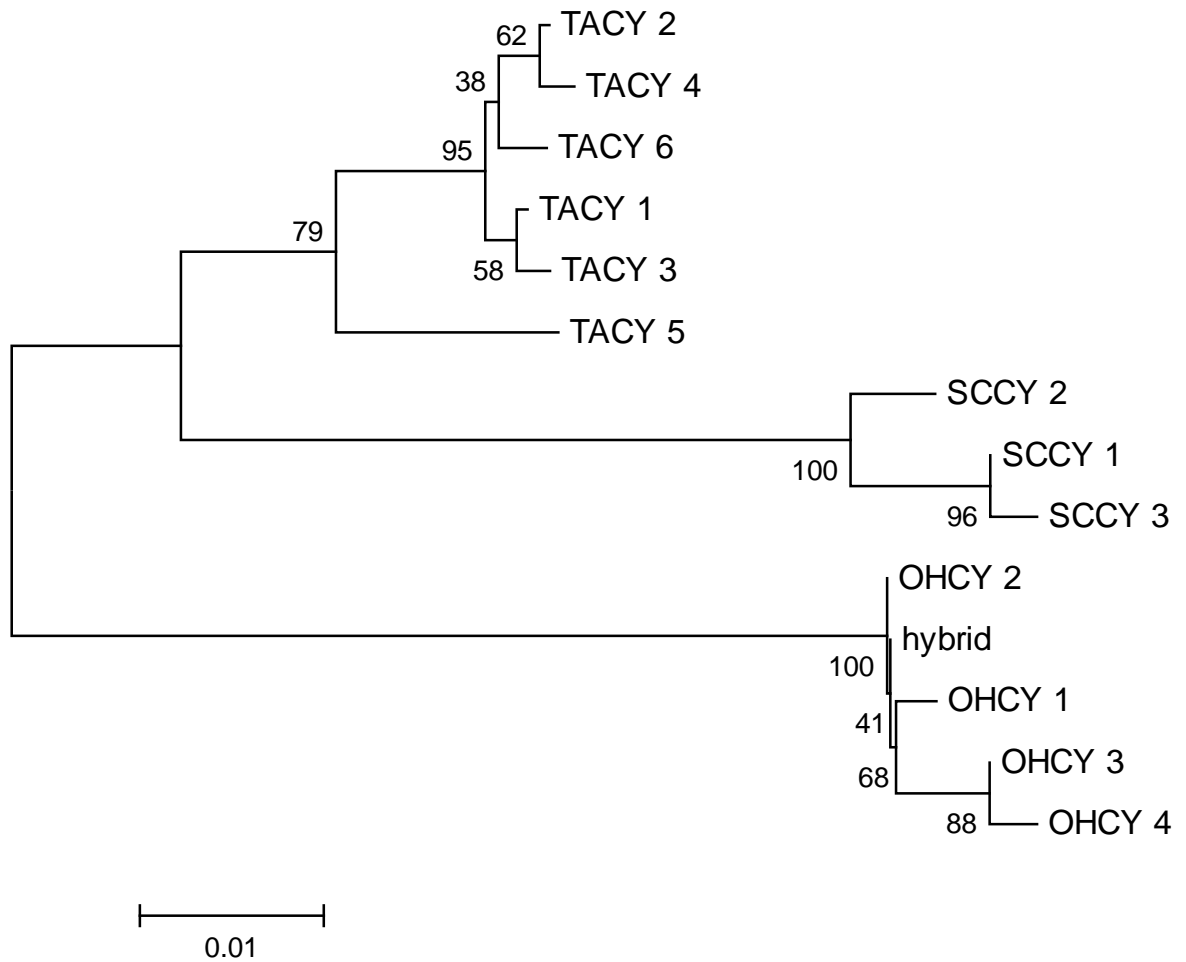 TACY 2
62
TACY 4
38
TACY 6
95
TACY 1
79
58
TACY 3
TACY 5
SCCY 2
SCCY 1
100
96
SCCY 3
OHCY 2
hybrid
100
OHCY 1
41
OHCY 3
68
88
OHCY 4
0.01